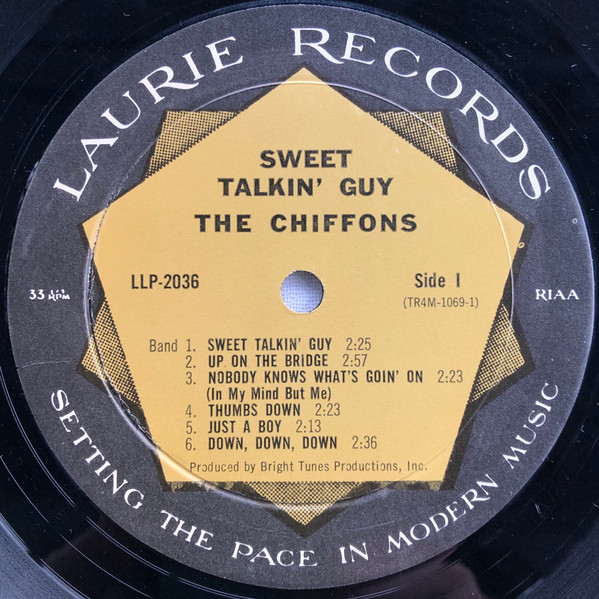 LAURIE RECORDS
SWEET
TALKIN' GUY
THE CHIFFONS
LLP-2036
Side 1
(TR4M-1069-1)
33 1/3 RPM
RIAA
Band 1. SWEET TALKIN' GUY 2:25
2. UP ON THE BRIDGE 2:57
3. NOBODY KNOWS WHAT'S GOIN' ON 2:23
(In My Mind But Me)
4. THUMBS DOWN 2:23
5. JUST A BOY 2:13
6. DOWN, DOWN, DOWN 2:36
Produced by Bright Tunes Productions, Inc.
SETTING THE PACE IN MODERN MUSIC